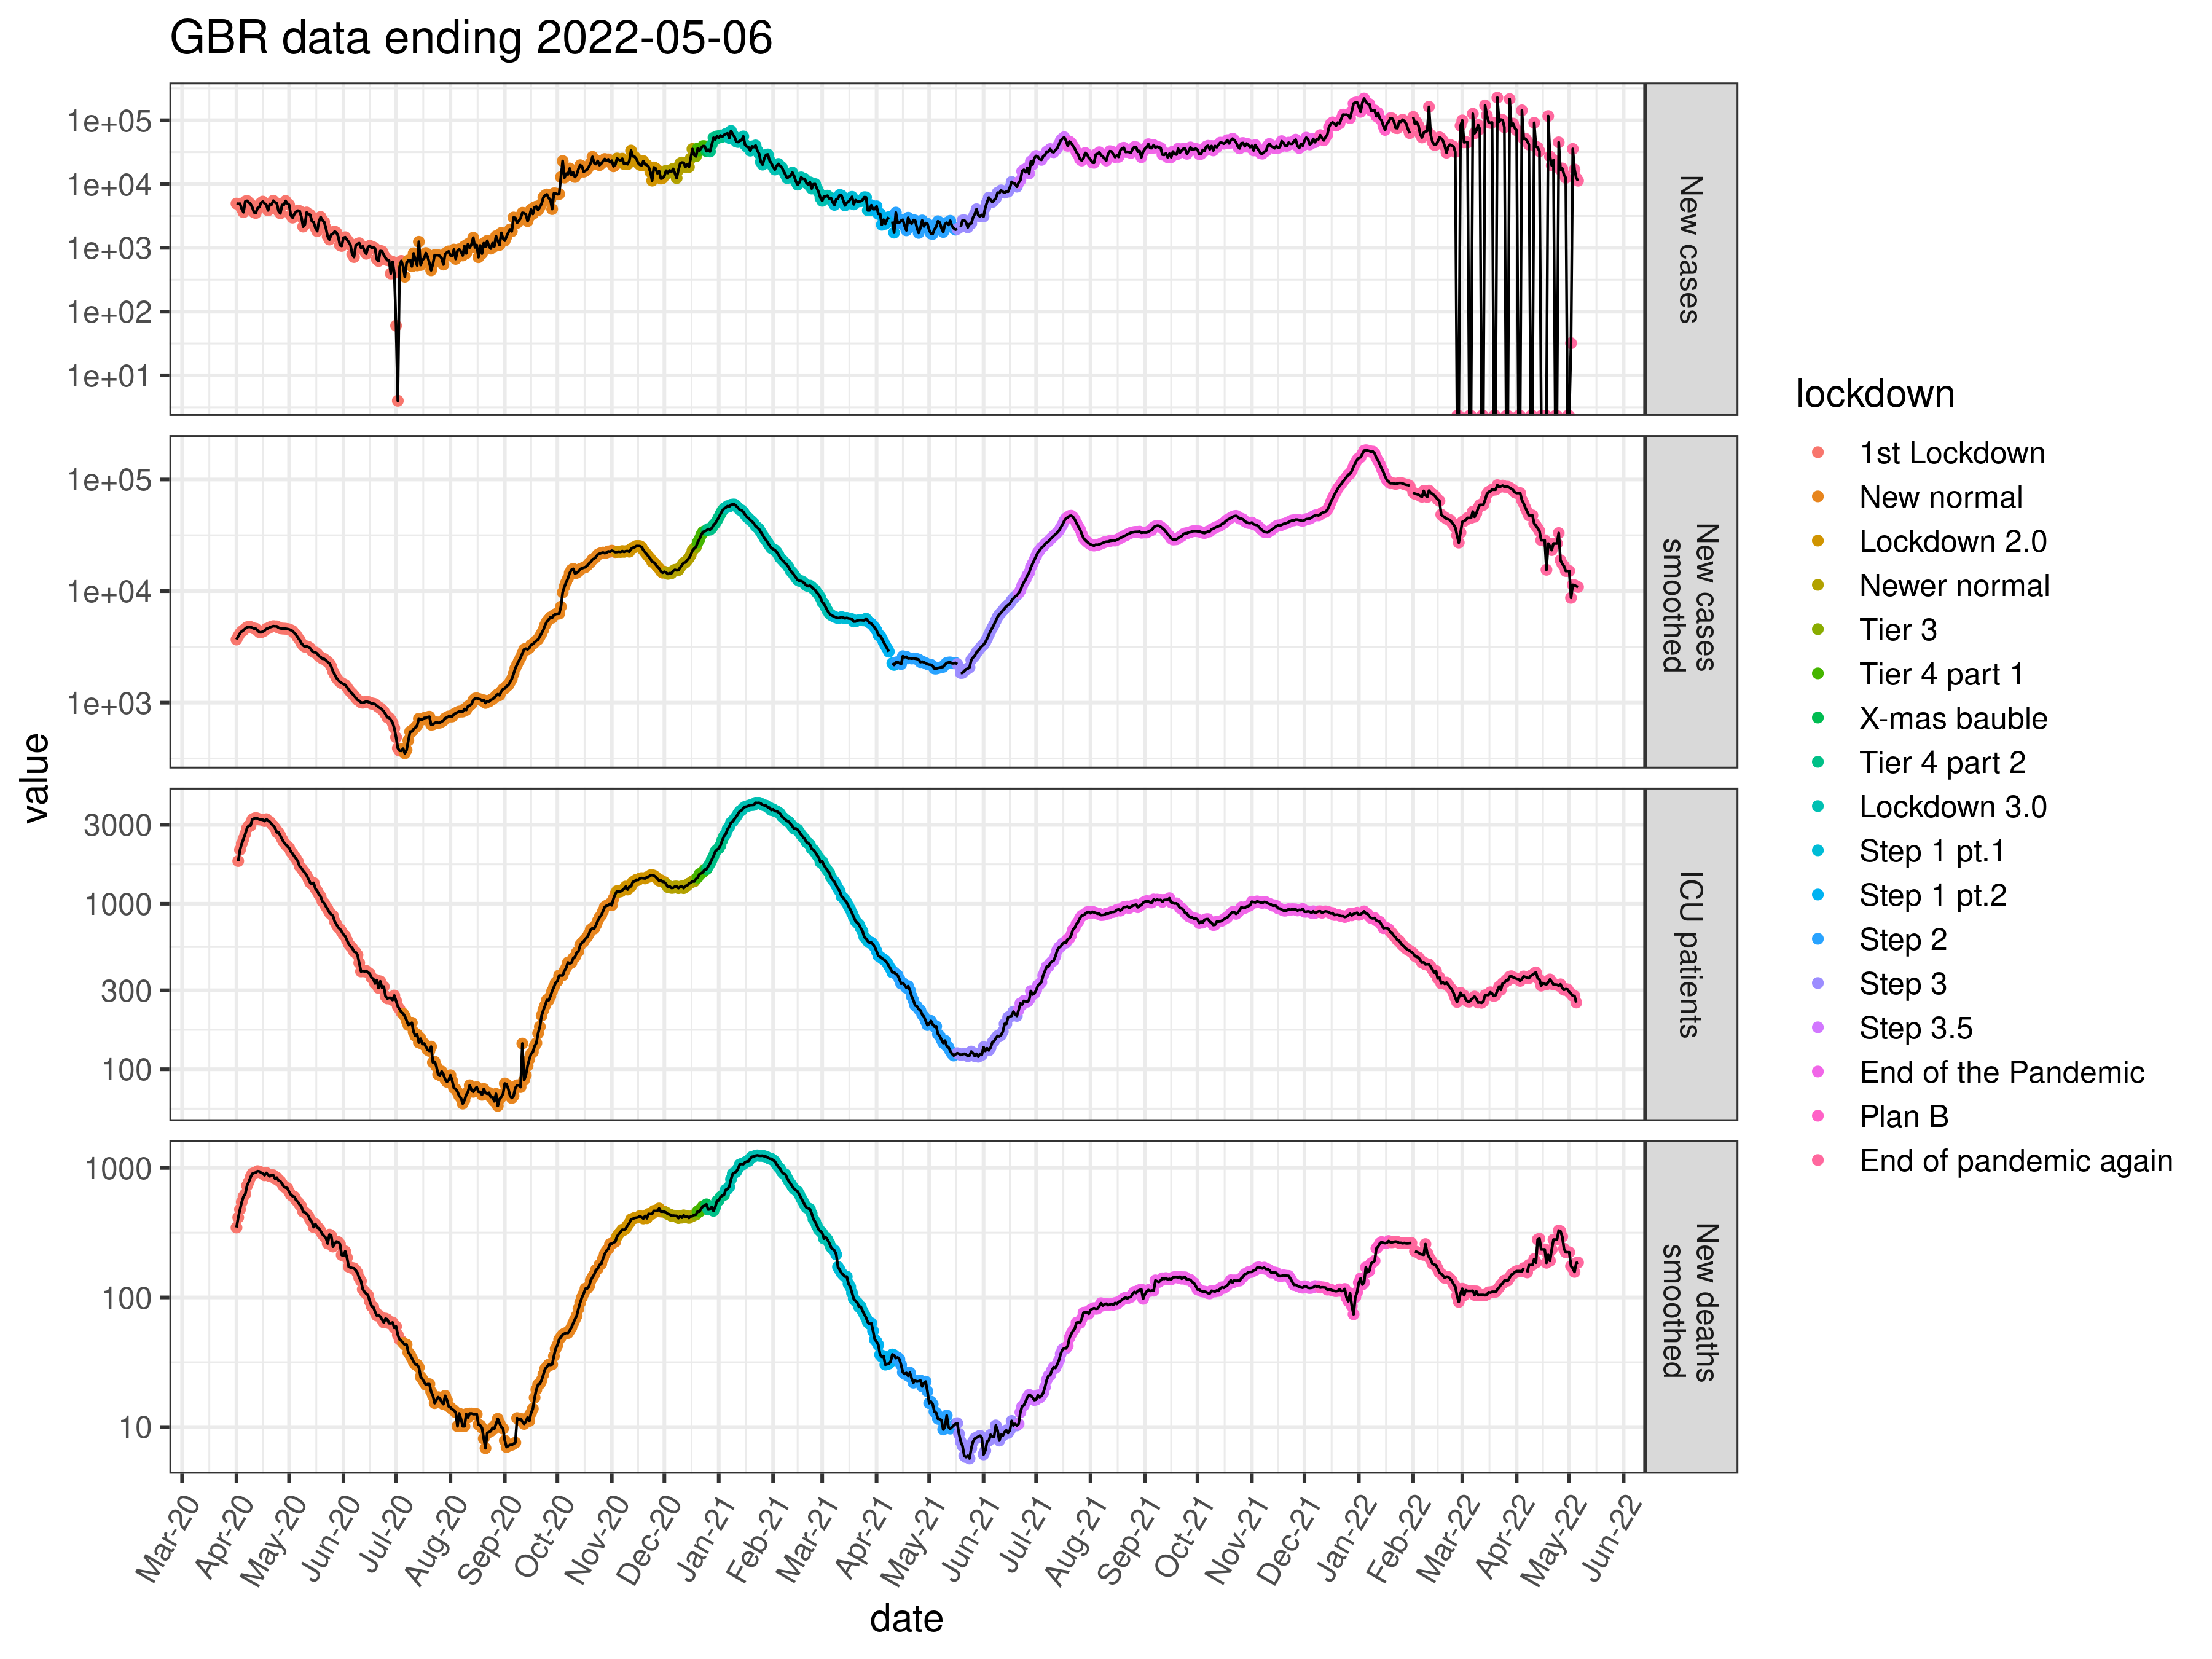 GBR data ending 2022-05-06
1e+05
1e+04
1e+03
1e+02
1e+01
New cases
1e+05
1e+04
1e+03
New cases
smoothed
3000
1000
300
100
ICU patients
1000
100
10
New deaths
smoothed
value
Mar-20
Apr-20
May-20
Jun-20
Jul-20
Aug-20
Sep-20
Oct-20
Nov-20
Dec-20
Jan-21
Feb-21
Mar-21
Apr-21
May-21
Jun-21
Jul-21
Aug-21
Sep-21
Oct-21
Nov-21
Dec-21
Jan-22
Feb-22
Mar-22
Apr-22
May-22
Jun-22
date
lockdown
1st Lockdown
New normal
Lockdown 2.0
Newer normal
Tier 3
Tier 4 part 1
X-mas bauble
Tier 4 part 2
Lockdown 3.0
Step 1 pt.1
Step 1 pt.2
Step 2
Step 3
Step 3.5
End of the Pandemic
Plan B
End of pandemic again